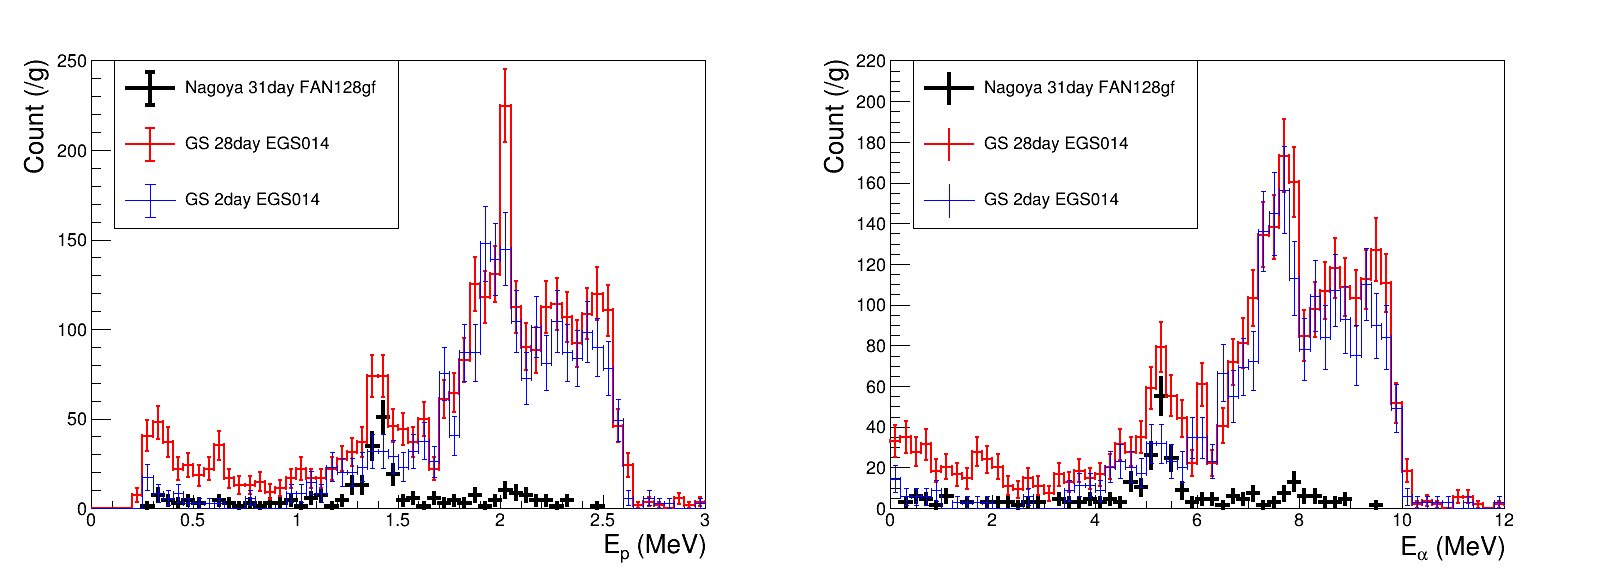 Count (/g)
250
200
150
100
50
0
Nagoya 31day FAN128gf
GS 28day EGS014
GS 2day EGS014
0 0.5 1 1.5 2 2.5 3
Ep (MeV)
Count (/g)
220
200
180
160
140
120
100
80
60
40
20
0
Nagoya 31day FAN128gf
GS 28day EGS014
GS 2day EGS014
0 2 4 6 8 10 12
Eα (MeV)